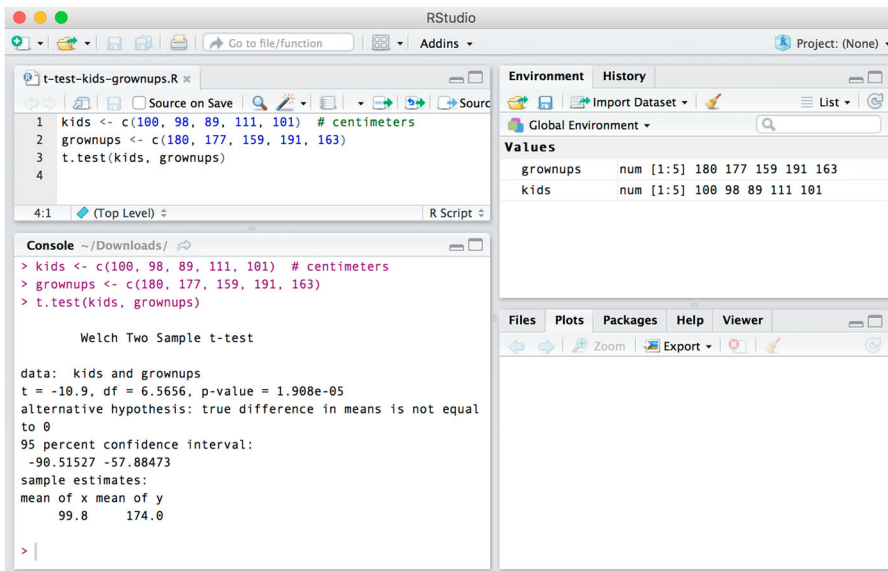 RStudio
Go to file/function
Addins
Project: (None)
t-test-kids-grownups.R
Source on Save
Sourc
1 kids <- c(100, 98, 89, 111, 101)  # centimeters
2 grownups <- c(180, 177, 159, 191, 163)
3 t.test(kids, grownups)
4
4:1 (Top Level) R Script
Console ~/Downloads/
> kids <- c(100, 98, 89, 111, 101)  # centimeters
> grownups <- c(180, 177, 159, 191, 163)
> t.test(kids, grownups)
Welch Two Sample t-test
data:  kids and grownups
t = -10.9, df = 6.5656, p-value = 1.908e-05
alternative hypothesis: true difference in means is not equal
to 0
95 percent confidence interval:
-90.51527 -57.88473
sample estimates:
mean of x mean of y
99.8 174.0
>
Environment History
Import Dataset List
Global Environment
Values
grownups num [1:5] 180 177 159 191 163
kids num [1:5] 100 98 89 111 101
Files Plots Packages Help Viewer
Zoom Export